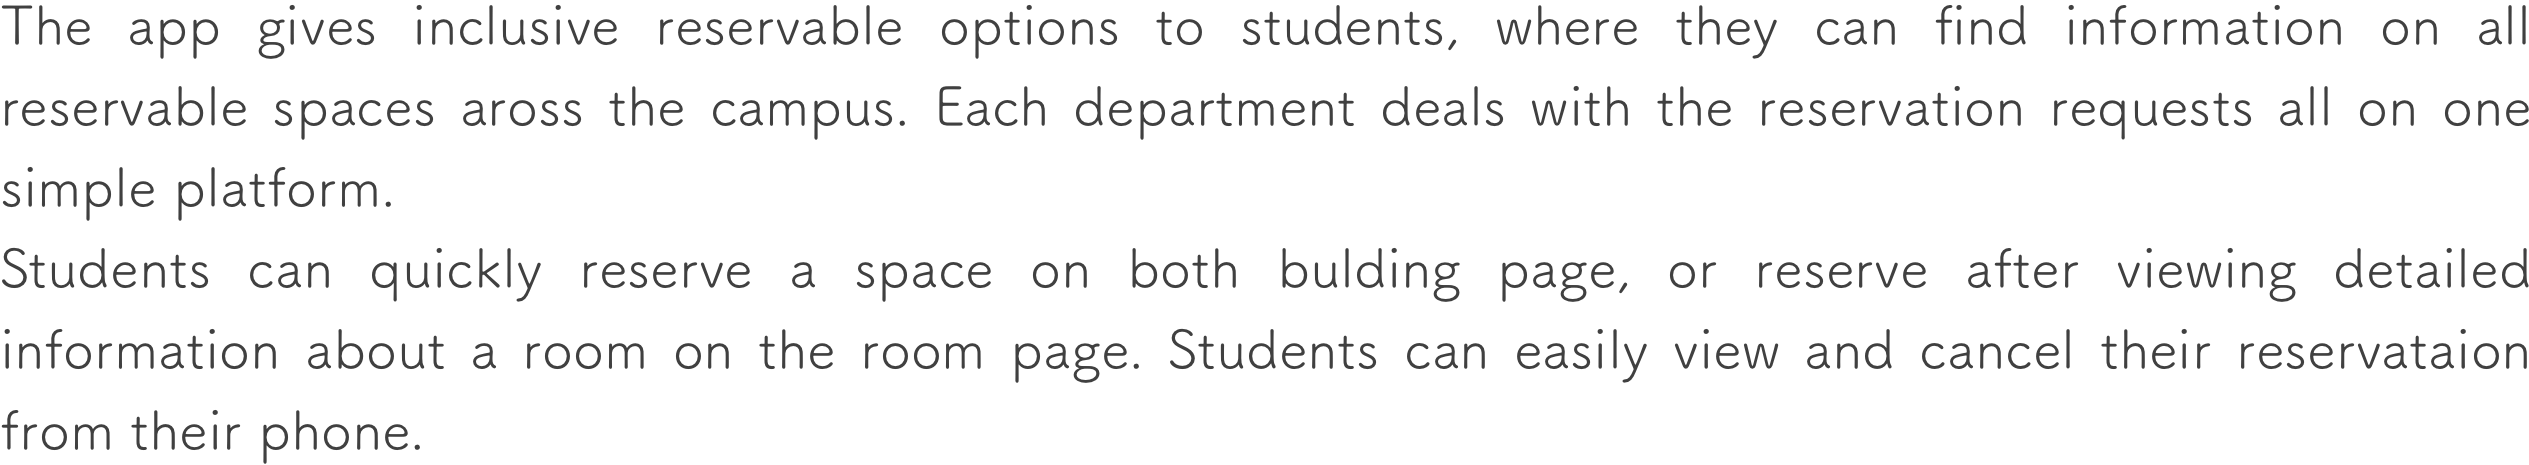 The app gives inclusive reservable options to students, where they can find information on all
reservable spaces aross the campus. Each department deals with the reservation requests all on one
simple platform.
Students can quickly reserve a space on both bulding page, or reserve after viewing detailed
information about a room on the room page. Students can easily view and cancel their reservataion
from their phone.